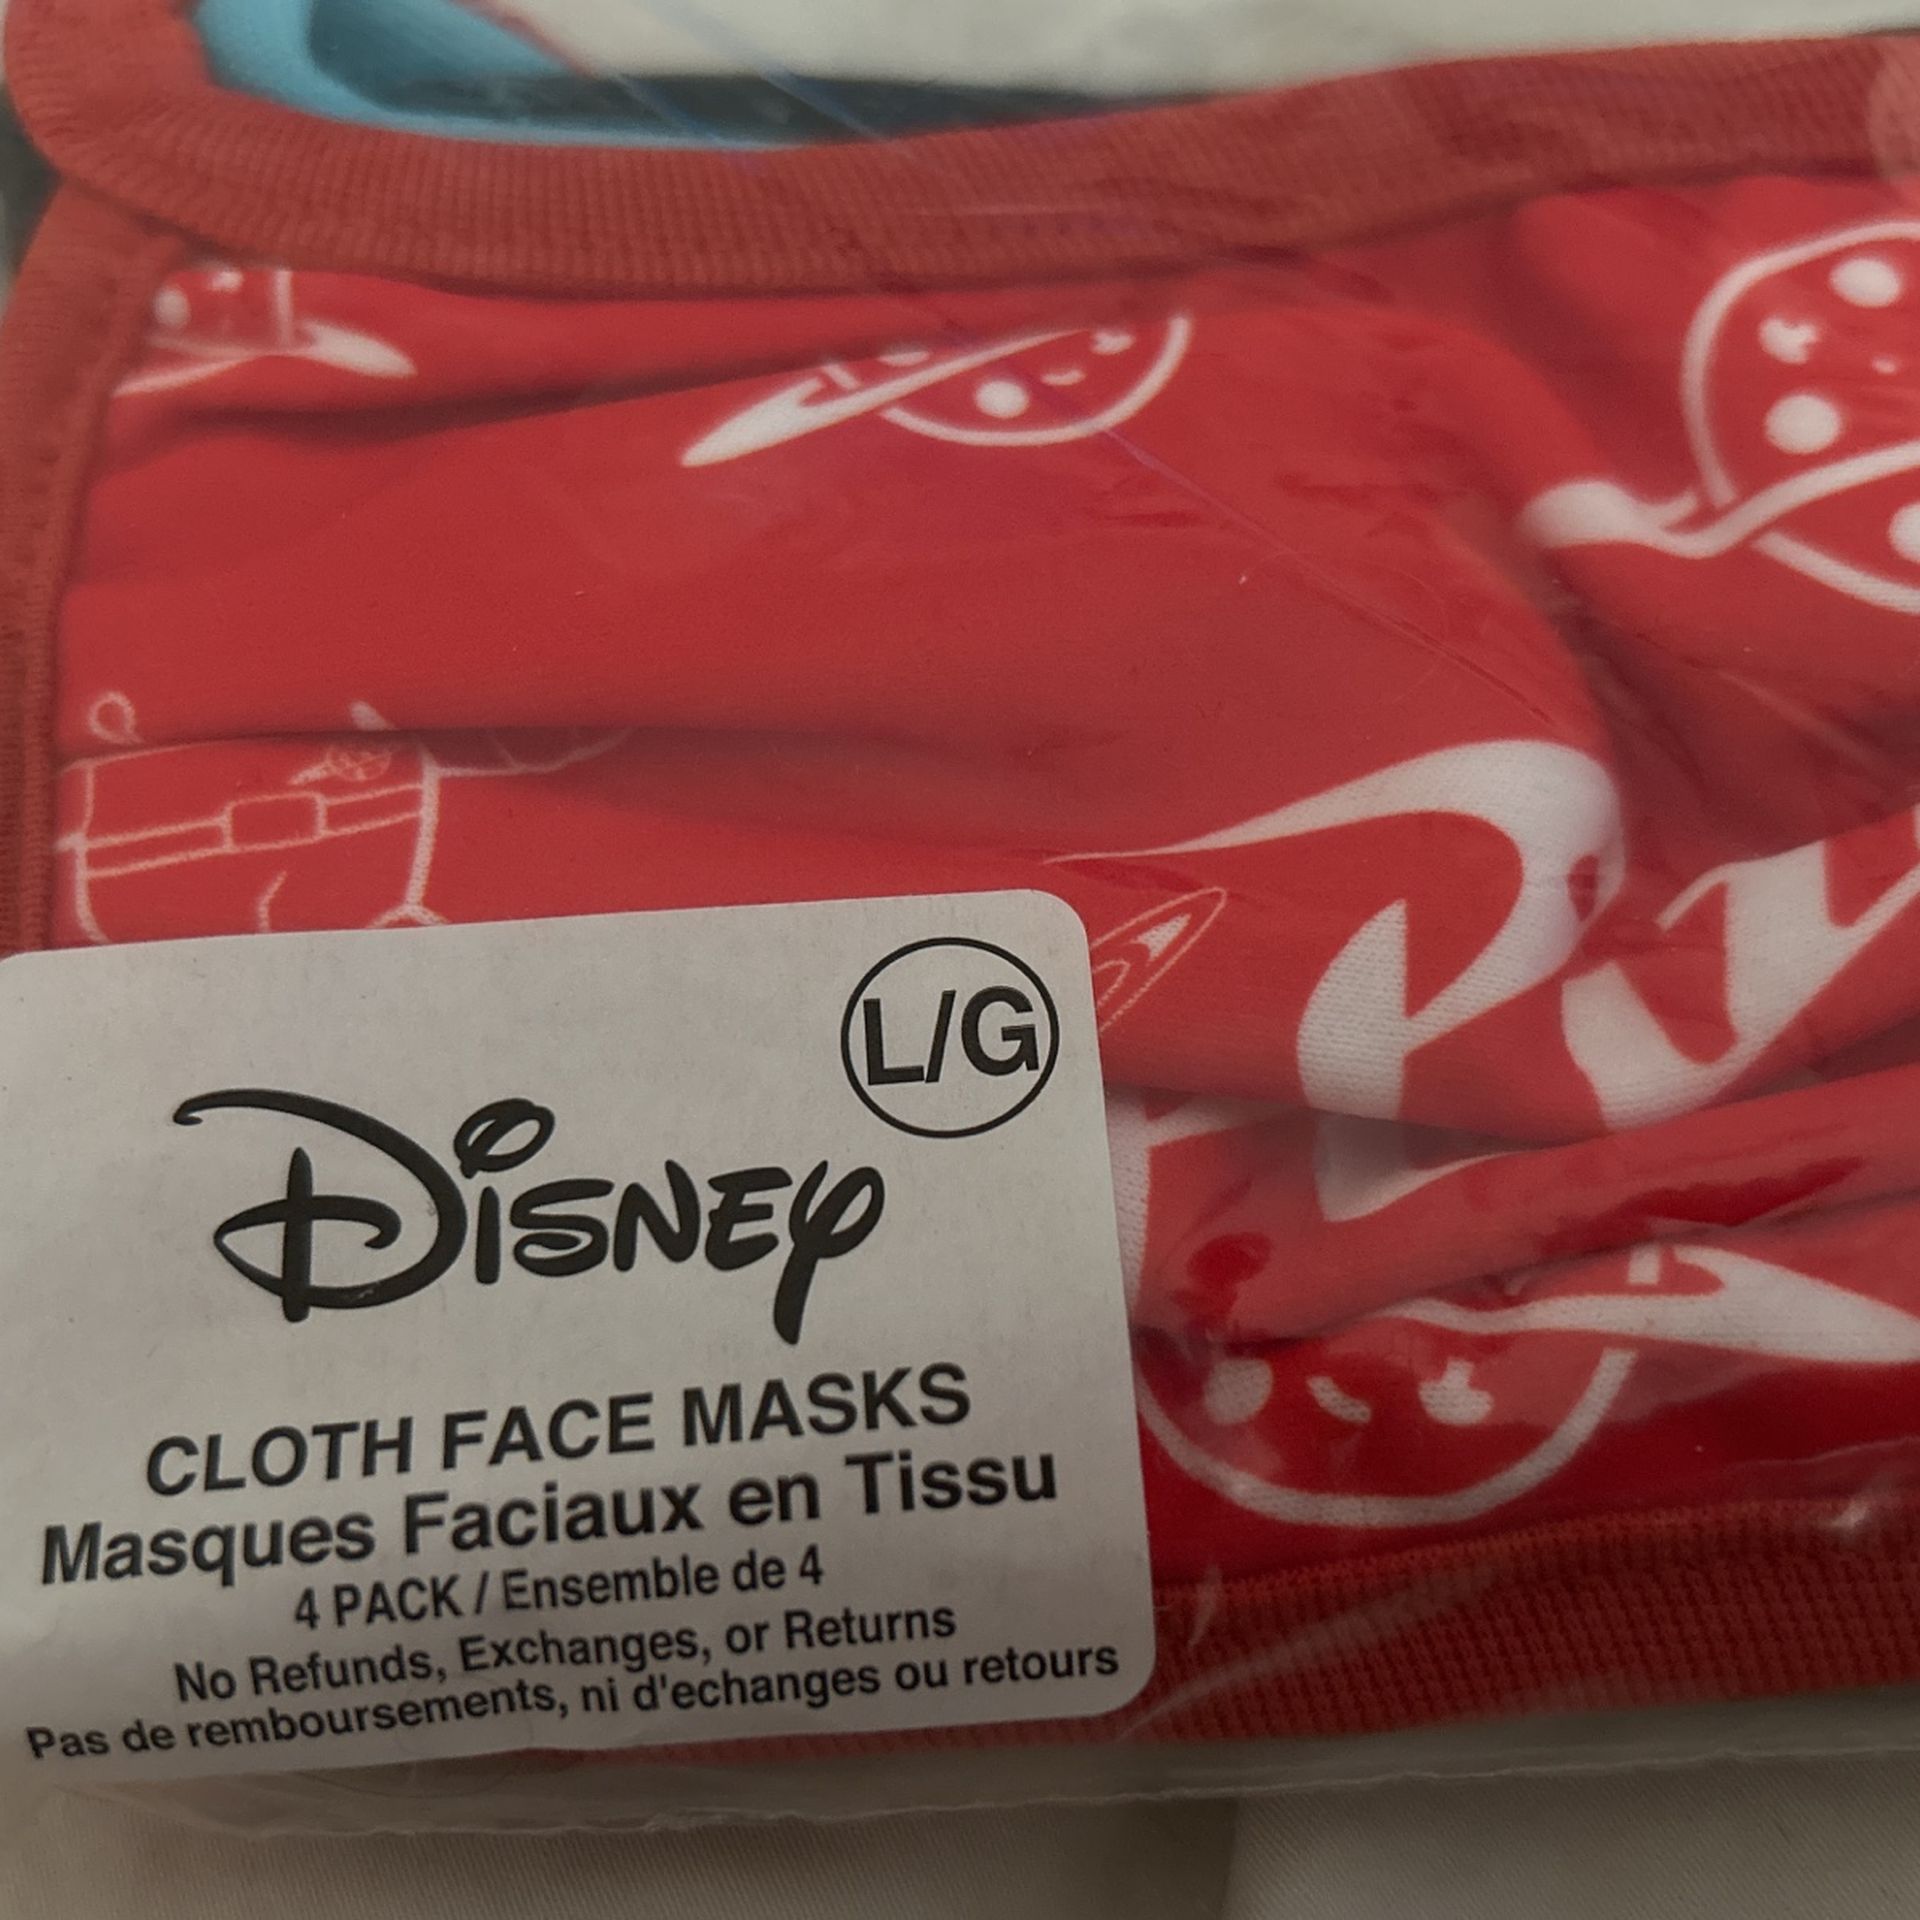 L/G
Disney
CLOTH FACE MASKS
Masques Faciaux en Tissu
4 PACK / Ensemble de 4
No Refunds, Exchanges, or Returns
Pas de remboursements, ni d'echanges ou retours